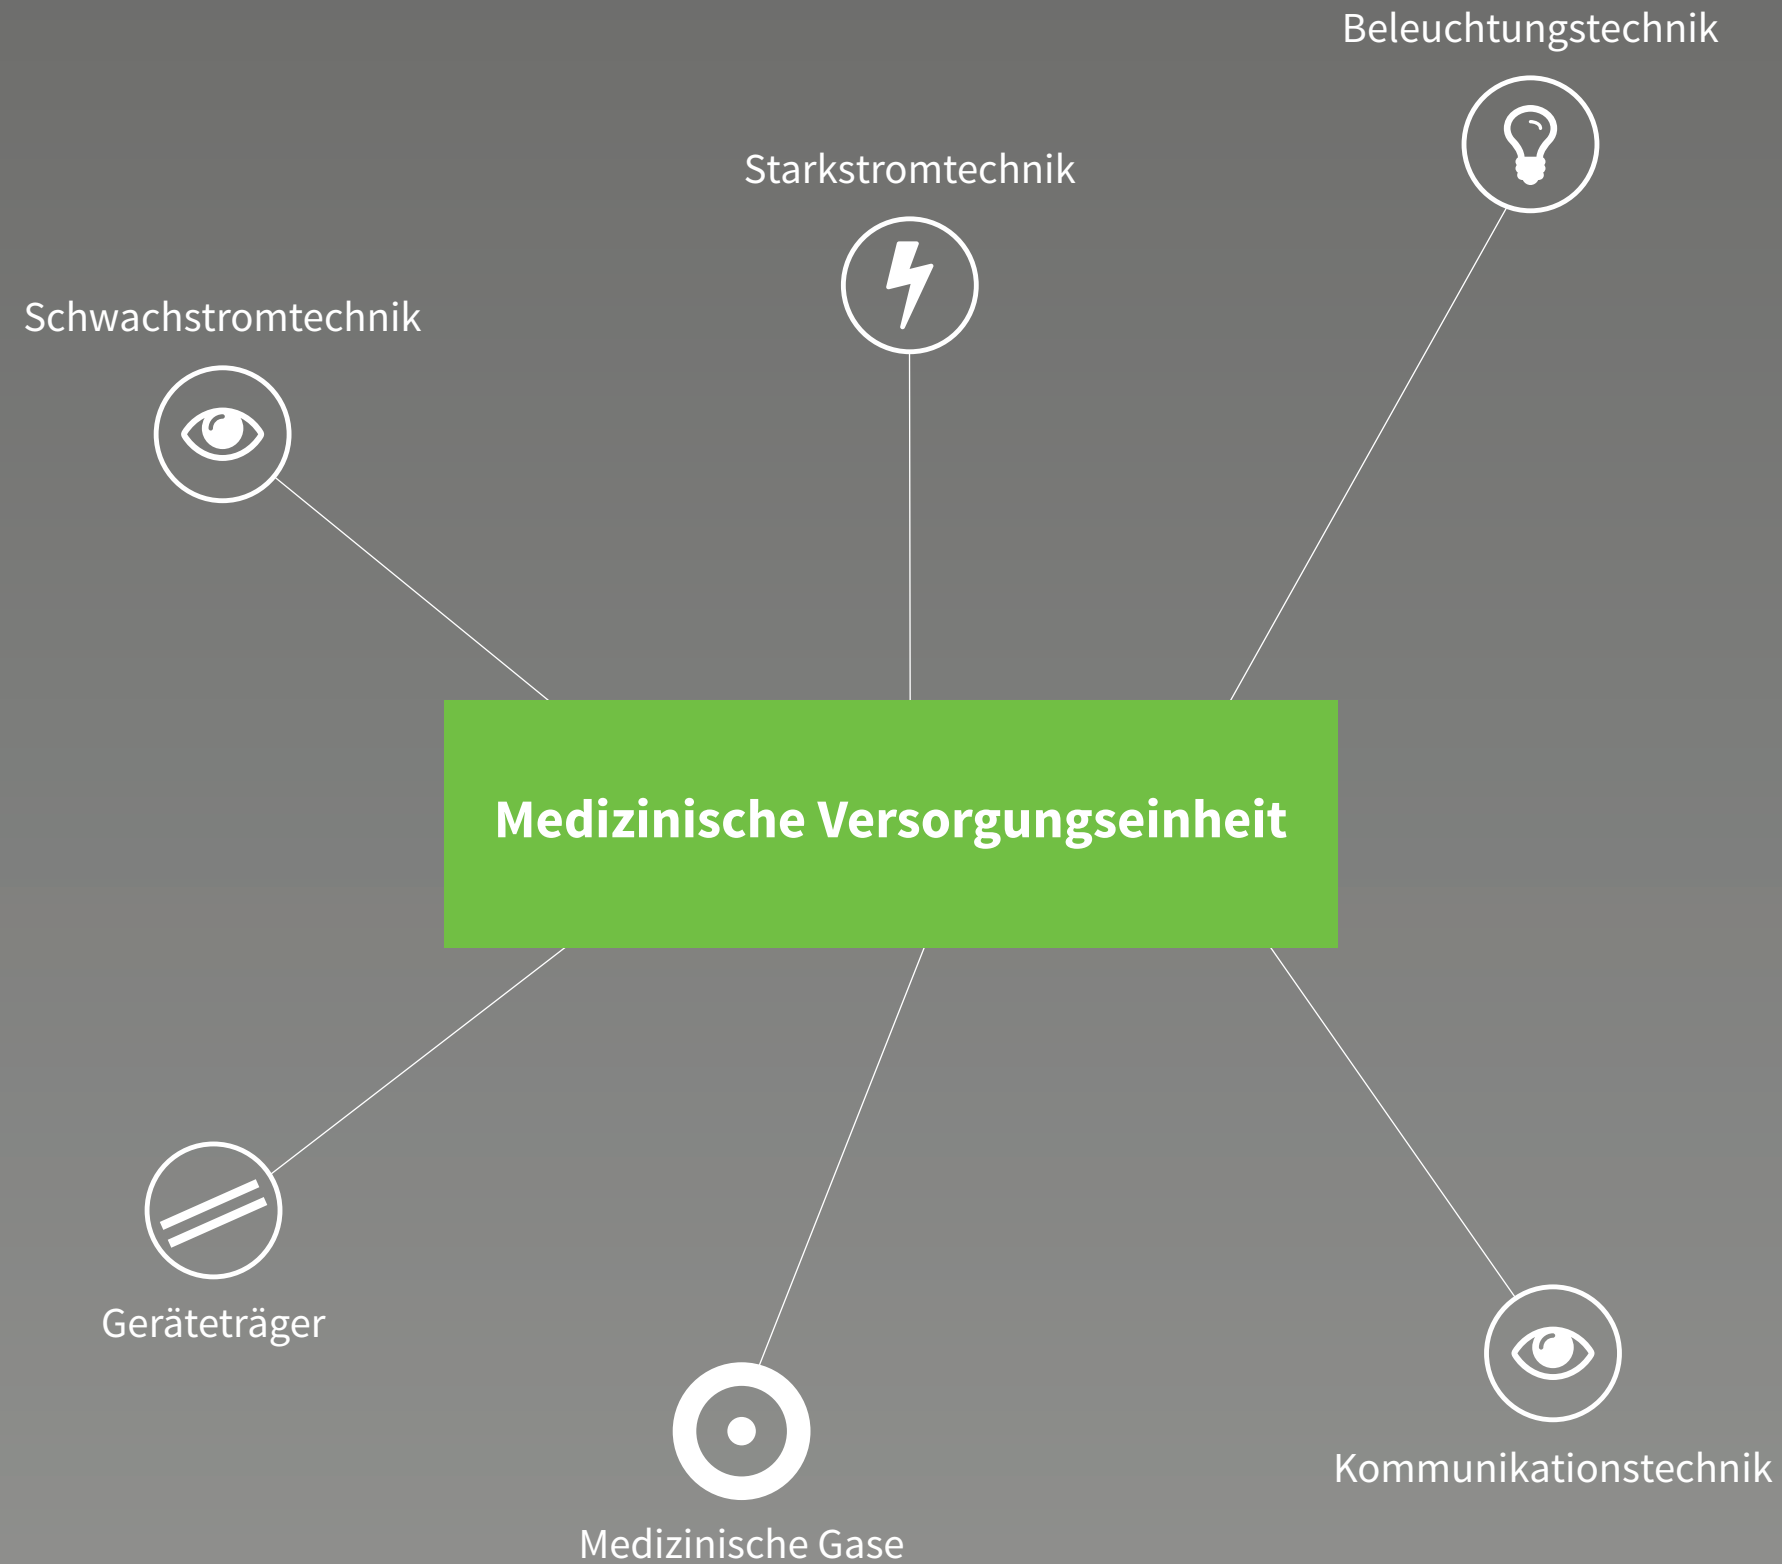 Beleuchtungstechnik
Starkstromtechnik
Schwachstromtechnik
Medizinische Versorgungseinheit
Geräteträger
Kommunikationstechnik
Medizinische Gase